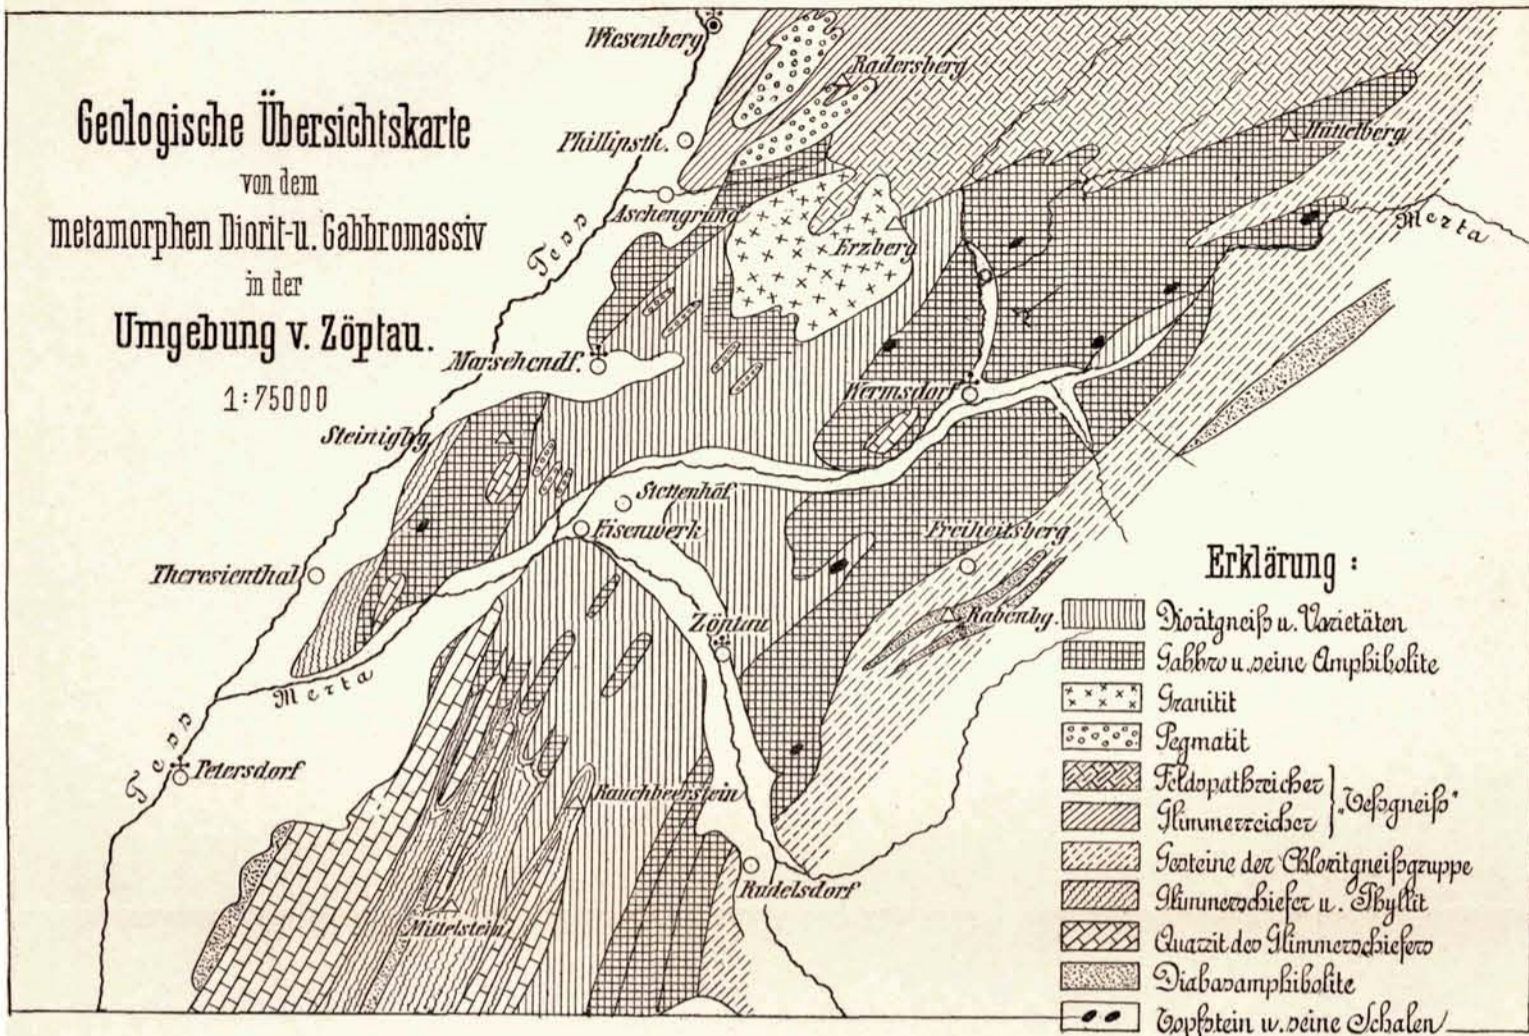 Geologische Übersichtskarte
von dem
metamorphen Diorit-u. Gabbromassiv
in der
Umgebung v. Zöptau.
1:75000
Wiesenberg
Radersberg
Phillipsth.
Hüttelberg
Aschengrund
Merta
Tess
Erzberg
Marschendf.
Wermsdorf
Steinigbg.
Stettenhof
Eisenwerk
Freiheitsberg
Theresienthal
Zöptau
Rabenbg.
Merta
Tess
Petersdorf
Rauchbeerstein
Rudelsdorf
Mittelstein
Erklärung :
Dioritgneiß u. Varietäten
Gabbro u. seine Amphibolite
Granitit
Pegmatit
Feldspathreicher
Glimmerreicher
„Teßgneiß"
Gesteine der Chloritgneißgruppe
Glimmerschiefer u. Phyllit
Quarzit des Glimmerschiefers
Diabasamphibolite
Topfstein u. seine Schalen